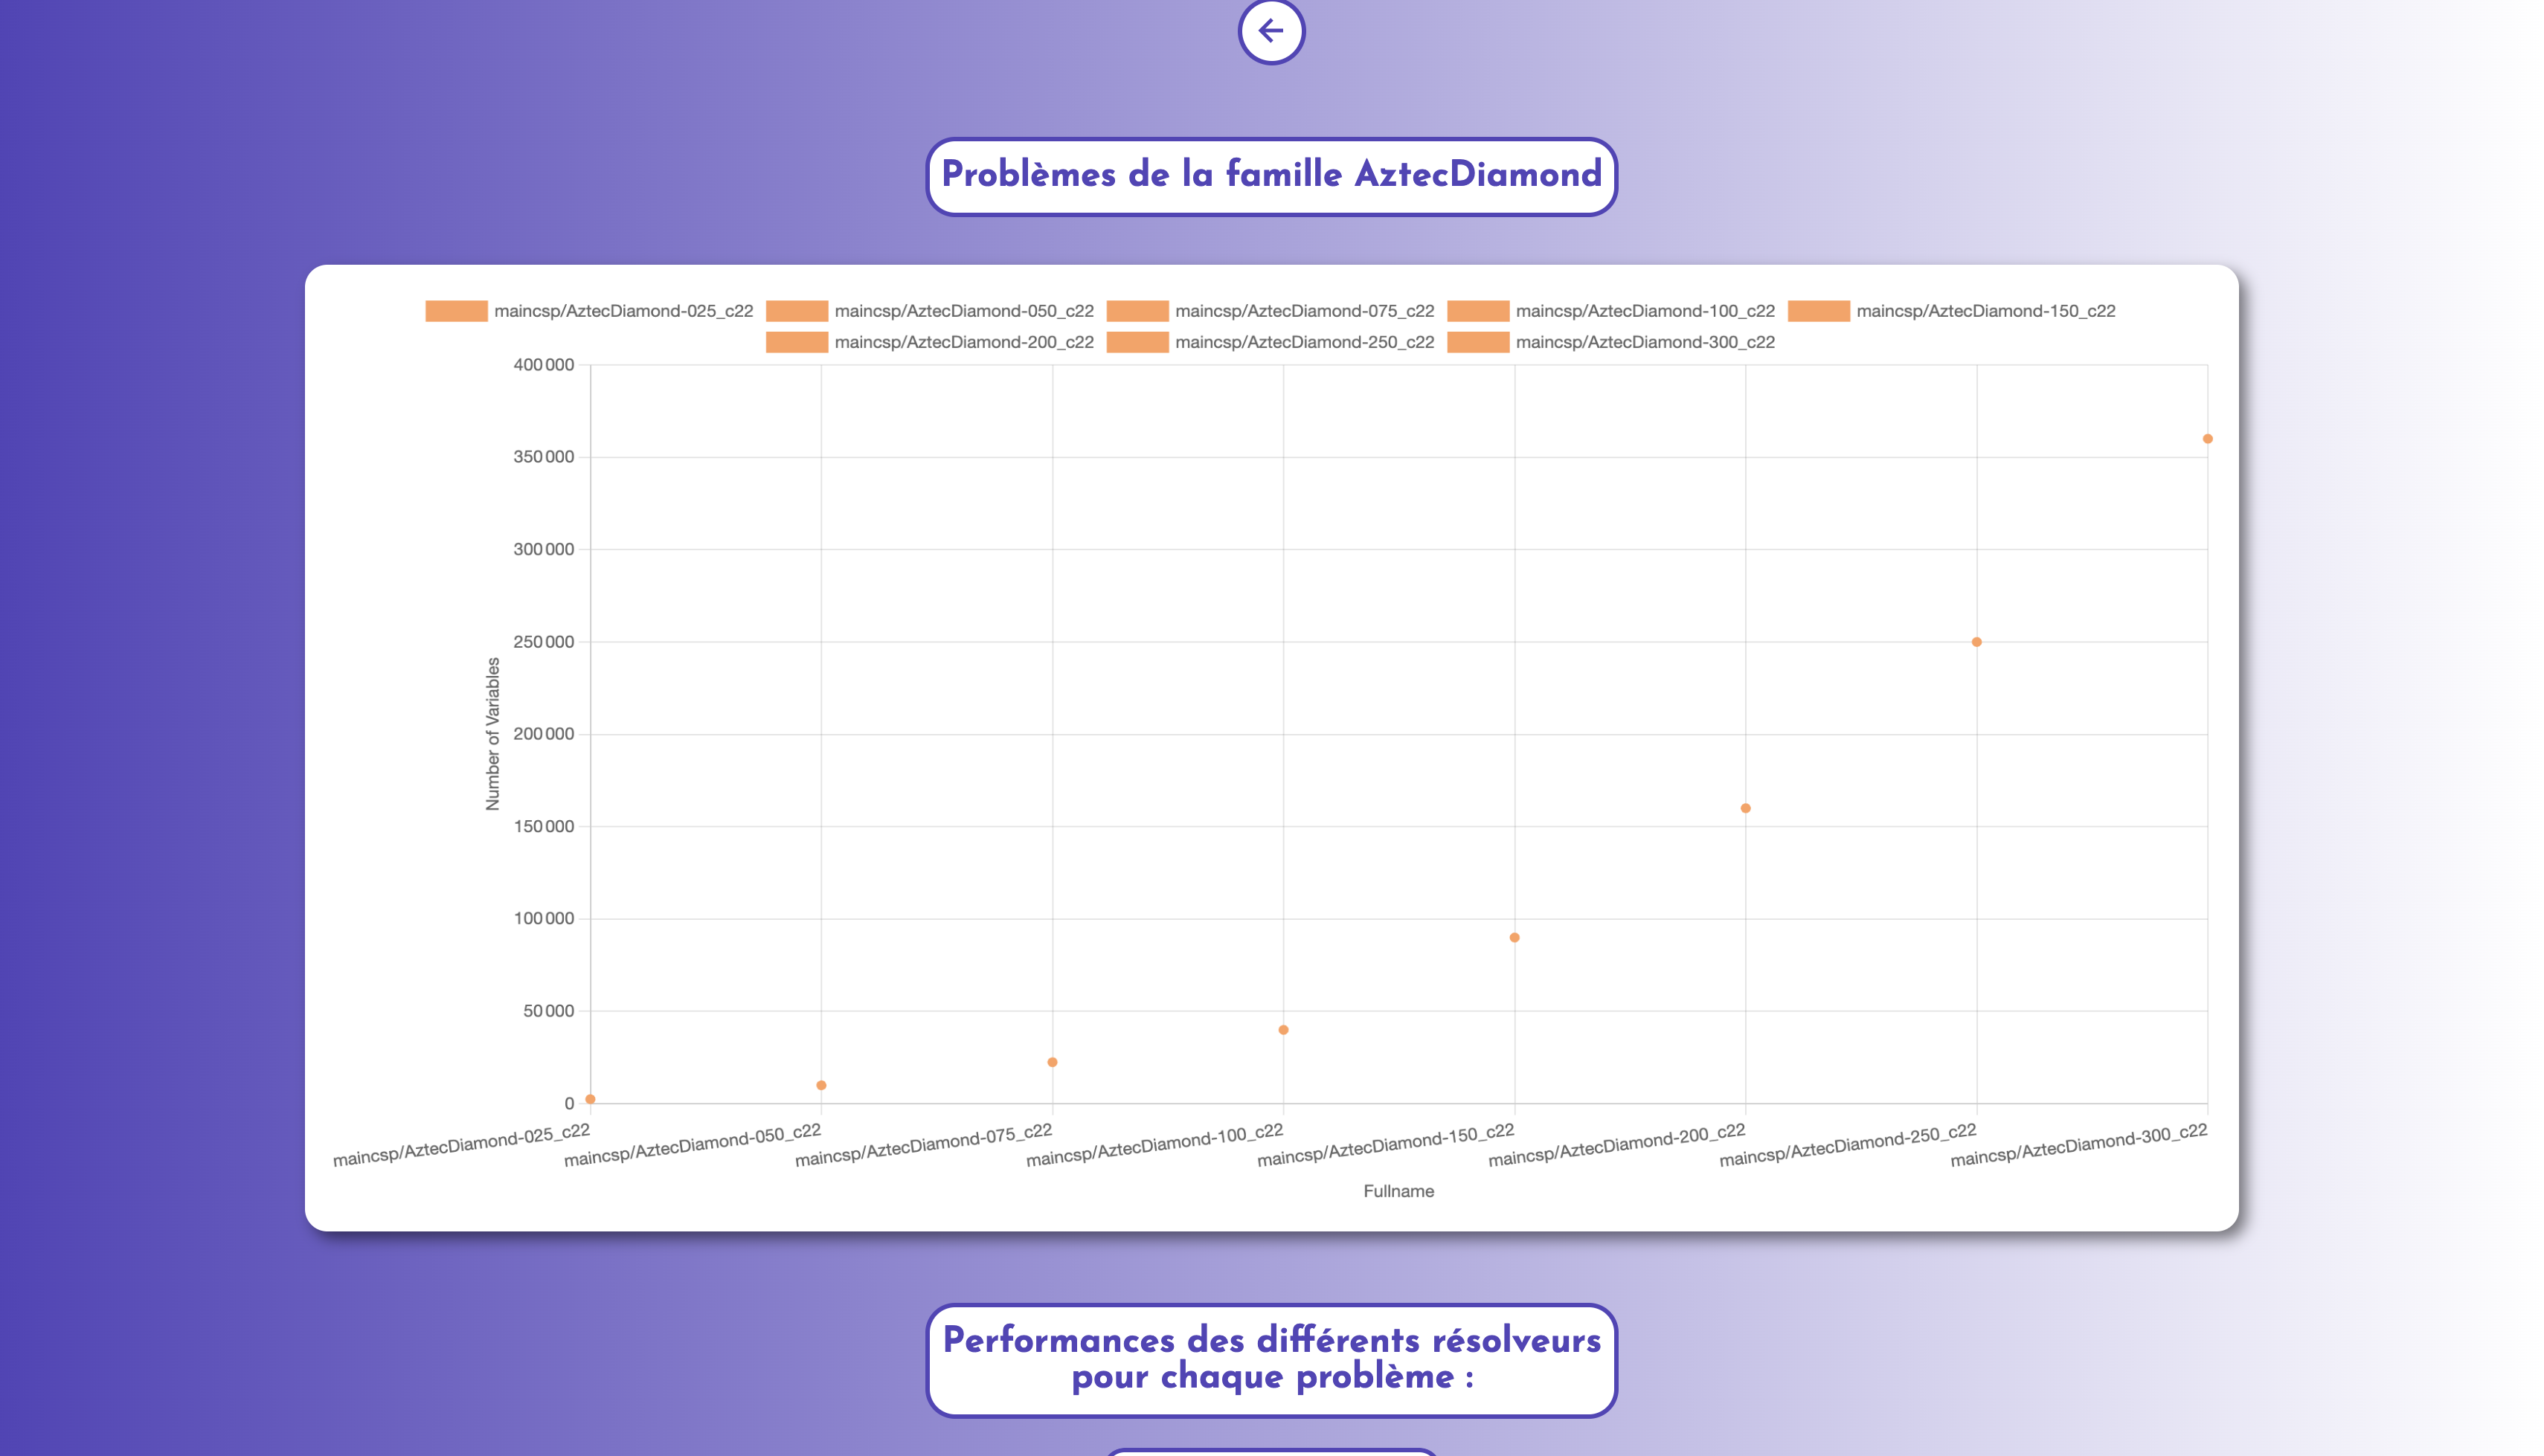 Problèmes de la famille AztecDiamond
maincsp/AztecDiamond-025_c22 maincsp/AztecDiamond-050_c22 maincsp/AztecDiamond-075_c22 maincsp/AztecDiamond-100_c22 maincsp/AztecDiamond-150_c22
maincsp/AztecDiamond-200_c22 maincsp/AztecDiamond-250_c22 maincsp/AztecDiamond-300_c22
400 000
350 000
300 000
250 000
200 000
150 000
100 000
50 000
0
Number of Variables
maincsp/AztecDiamond-025_c22
maincsp/AztecDiamond-050_c22
maincsp/AztecDiamond-075_c22
maincsp/AztecDiamond-100_c22
maincsp/AztecDiamond-150_c22
maincsp/AztecDiamond-200_c22
maincsp/AztecDiamond-250_c22
maincsp/AztecDiamond-300_c22
Fullname
Performances des différents résolveurs
pour chaque problème :